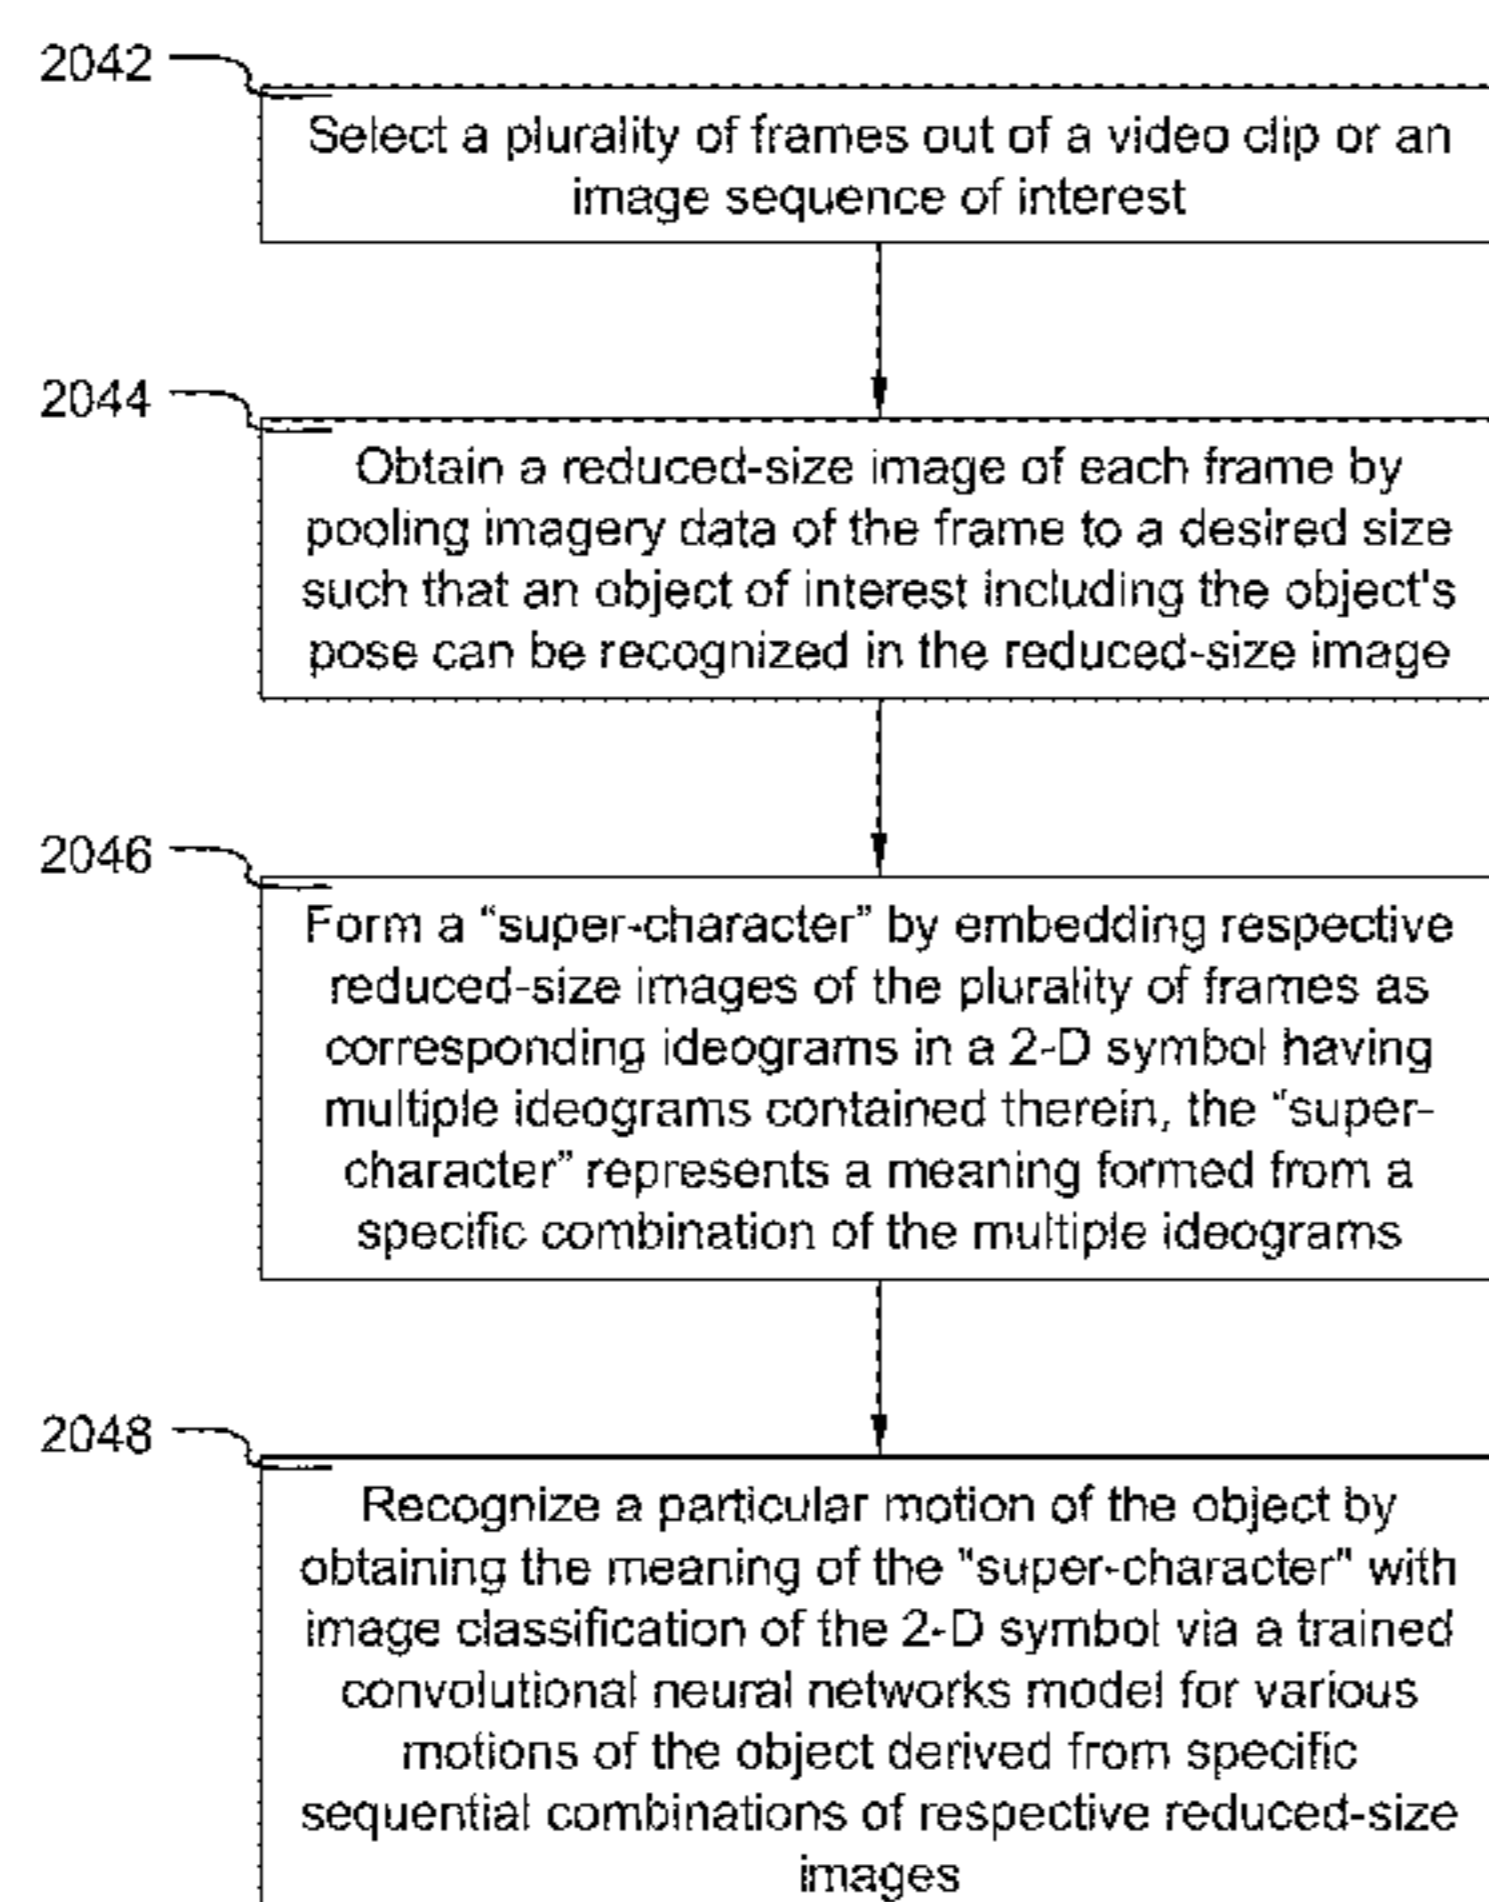 2042
Select a plurality of frames out of a video clip or an
image sequence of interest
2044
Obtain a reduced-size image of each frame by
pooling imagery data of the frame to a desired size
such that an object of interest including the object's
pose can be recognized in the reduced-size image
2046
Form a “super-character” by embedding respective
reduced-size images of the plurality of frames as
corresponding ideograms in a 2-D symbol having
multiple ideograms contained therein, the “super-
character” represents a meaning formed from a
specific combination of the multiple ideograms
2048
Recognize a particular motion of the object by
obtaining the meaning of the "super-character" with
image classification of the 2-D symbol via a trained
convolutional neural networks model for various
motions of the object derived from specific
sequential combinations of respective reduced-size
images